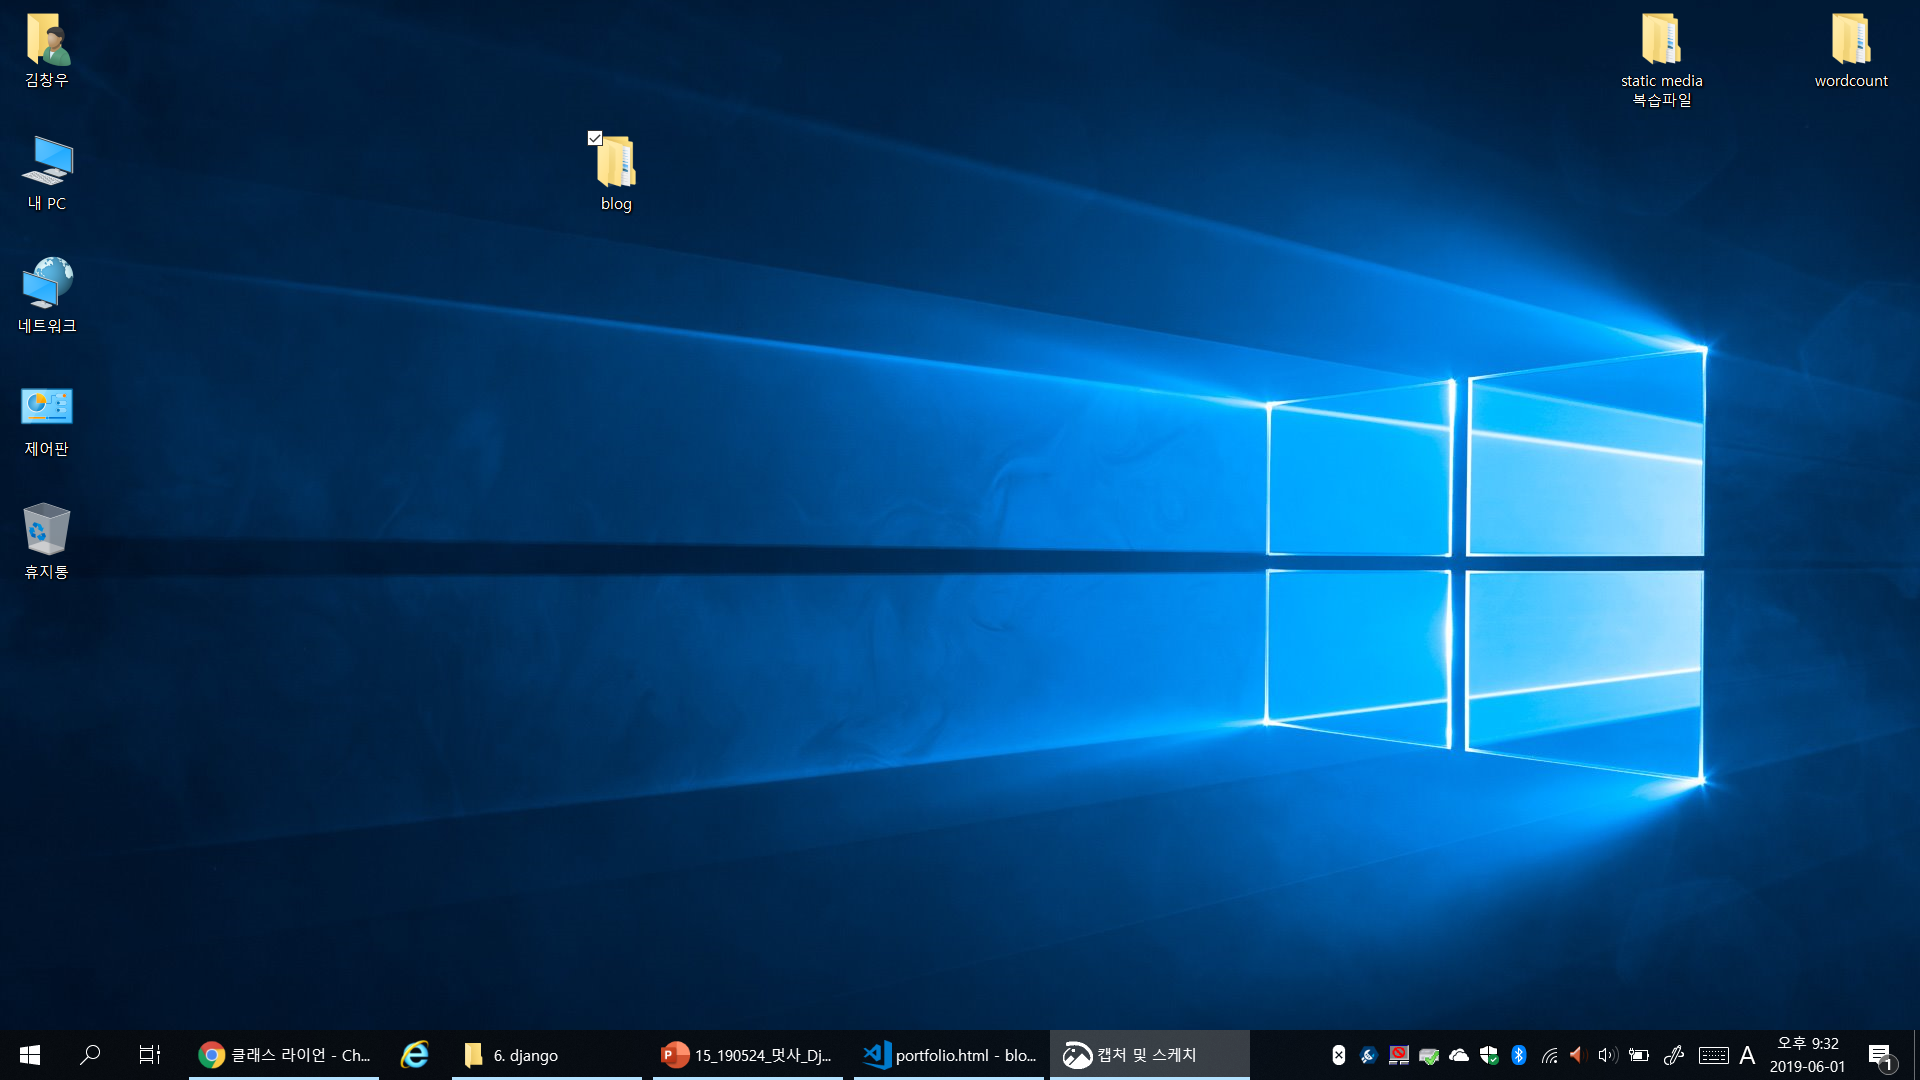 김창우
내 PC
네트워크
제어판
휴지통
blog
static media
복습파일
wordcount
클래스 라이언 - Ch...
6. django
15_190524_멋사_Dj...
portfolio.html - blo...
캡처 및 스케치
A
오후 9:32
2019-06-01
1